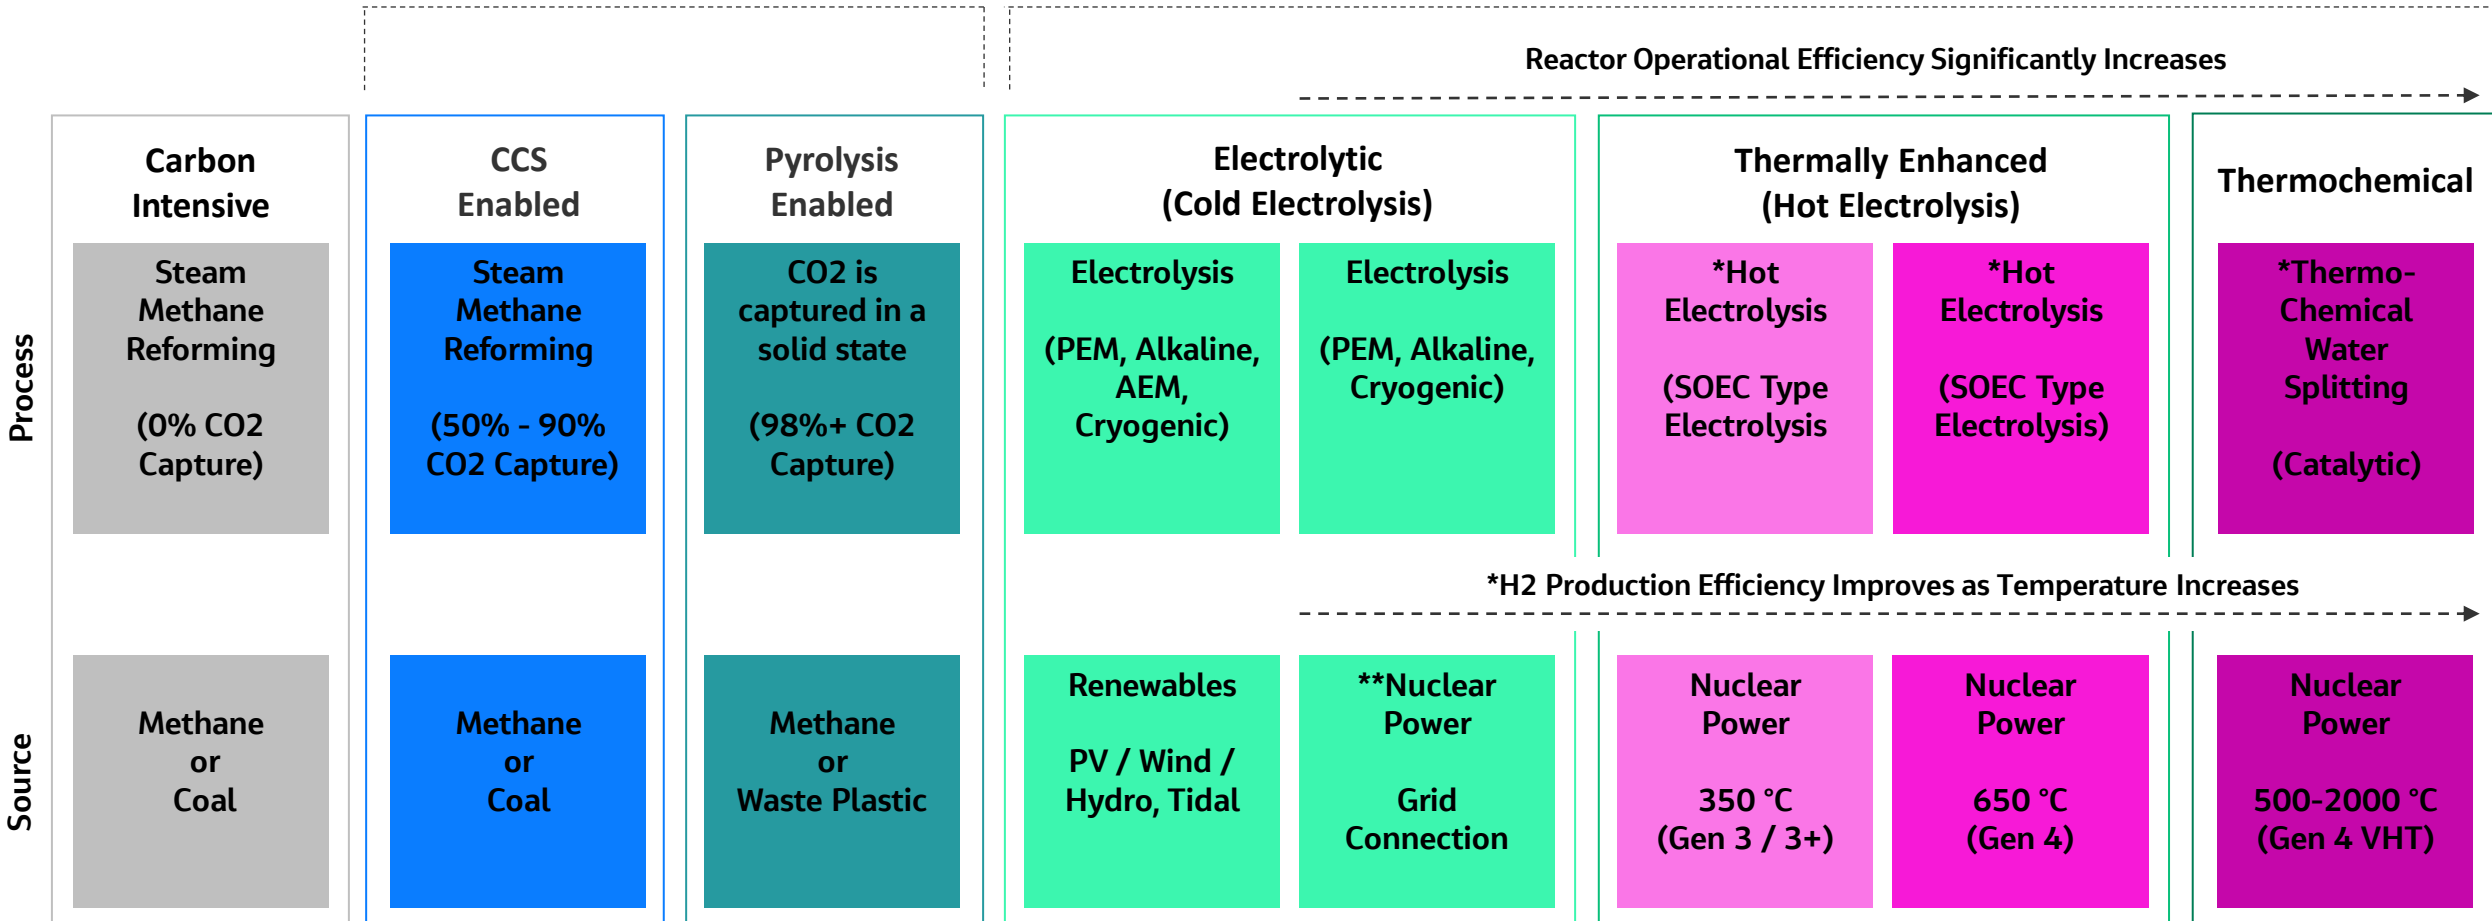 Reactor Operational Efficiency Significantly Increases
Carbon
Intensive
CCS
Enabled
Pyrolysis
Enabled
Electrolytic
(Cold Electrolysis)
Thermally Enhanced
(Hot Electrolysis)
Thermochemical
Process
Steam
Methane
Reforming
(0% CO2
Capture)
Steam
Methane
Reforming
(50% - 90%
CO2 Capture)
CO2 is
captured in a
solid state
(98%+ CO2
Capture)
Electrolysis
(PEM, Alkaline,
AEM,
Cryogenic)
Electrolysis
(PEM, Alkaline,
Cryogenic)
*Hot
Electrolysis
(SOEC Type
Electrolysis
*Hot
Electrolysis
(SOEC Type
Electrolysis)
*Thermo-
Chemical
Water
Splitting
(Catalytic)
*H2 Production Efficiency Improves as Temperature Increases
Source
Methane
or
Coal
Methane
or
Coal
Methane
or
Waste Plastic
Renewables
PV / Wind /
Hydro, Tidal
**Nuclear
Power
Grid
Connection
Nuclear
Power
350 °C
(Gen 3 / 3+)
Nuclear
Power
650 °C
(Gen 4)
Nuclear
Power
500-2000 °C
(Gen 4 VHT)